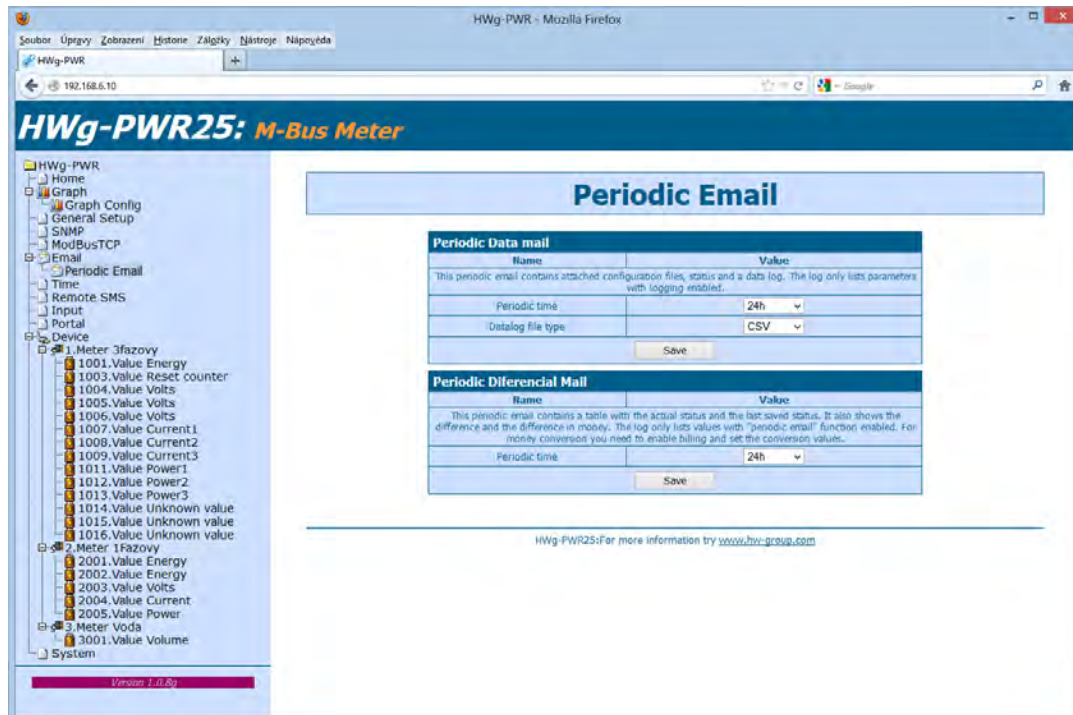 HWg-PWR - Mozilla Firefox
Soubor Úpravy Zobrazení Historie Záložky Nástroje Nápověda
HWg-PWR
192.168.6.10
Google
HWg-PWR25: M-Bus Meter
HWg-PWR
Home
Graph
Graph Config
General Setup
SNMP
ModBusTCP
Email
Periodic Email
Time
Remote SMS
Input
Portal
Device
1.Meter 3fazovy
1001.Value Energy
1003.Value Reset counter
1004.Value Volts
1005.Value Volts
1006.Value Volts
1007.Value Current1
1008.Value Current2
1009.Value Current3
1011.Value Power1
1012.Value Power2
1013.Value Power3
1014.Value Unknown value
1015.Value Unknown value
1016.Value Unknown value
2.Meter 1Fazovy
2001.Value Energy
2002.Value Energy
2003.Value Volts
2004.Value Current
2005.Value Power
3.Meter Voda
3001.Value Volume
System
Version 1.0.8g
Periodic Email
Periodic Data mail
Name Value
This periodic email contains attached configuration files, status and a data log. The log only lists parameters
with logging enabled.
Periodic time 24h
Datalog file type CSV
Save
Periodic Diferencial Mail
Name Value
This periodic email contains a table with the actual status and the last saved status. It also shows the
difference and the difference in money. The log only lists values with "periodic email" function enabled. For
money conversion you need to enable billing and set the conversion values.
Periodic time 24h
Save
HWg-PWR25:For more information try www.hw-group.com